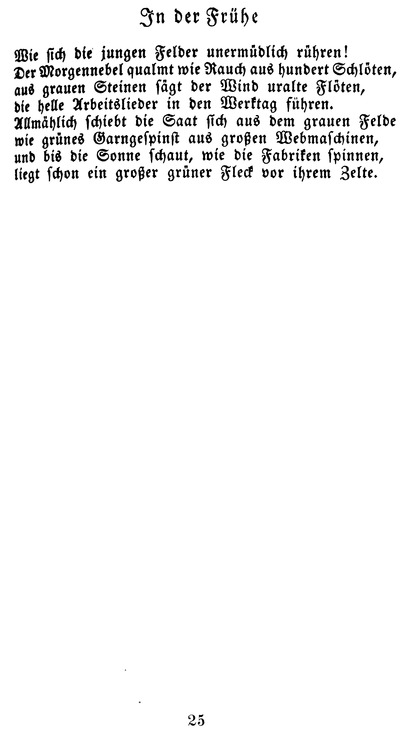 In der Frühe
Wie sich die jungen Felder unermüdlich rühren!
Der Morgennebel qualmt wie Rauch aus hundert Schlöten,
aus grauen Steinen sägt der Wind uralte Flöten,
die helle Arbeitslieder in den Werktag führen.
Allmählich schiebt die Saat sich aus dem grauen Felde
wie grünes Garngespinst aus großen Webmaschinen,
und bis die Sonne schaut, wie die Fabriken spinnen,
liegt schon ein großer grüner Fleck vor ihrem Zelte.
25